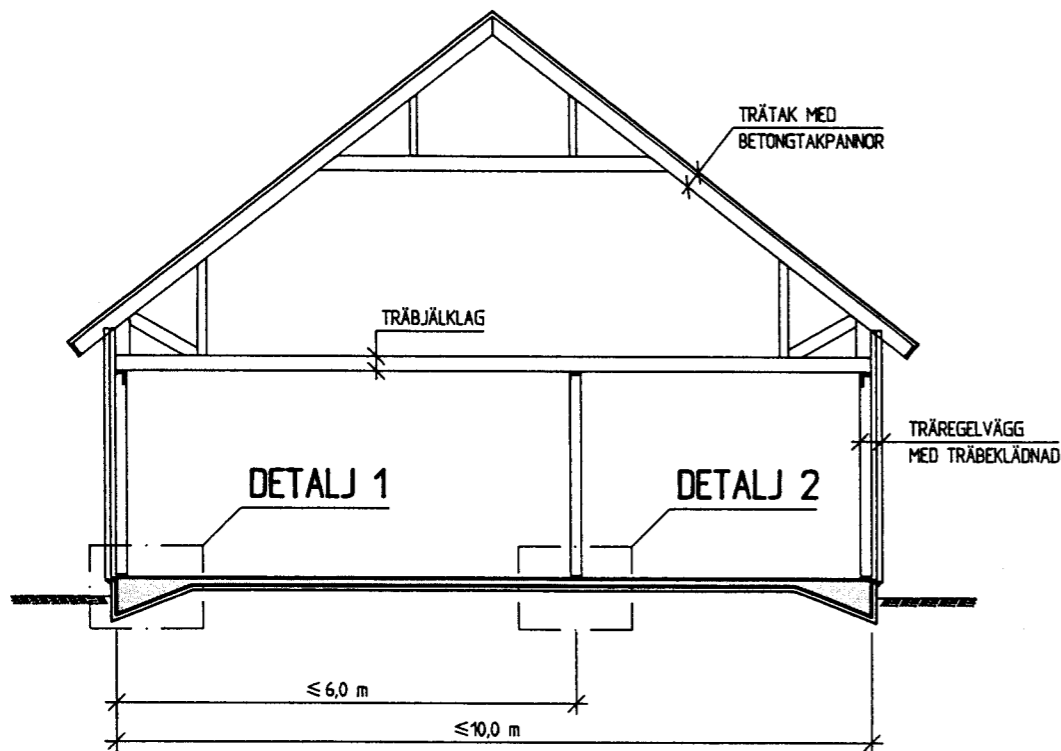 TRÄTAK MED
BETONGTAKPANNOR
TRÄBJÄLKLAG
TRÄREGELVÄGG
MED TRÄBEKLÄDNAD
DETALJ 1
DETALJ 2
≤ 6,0 m
≤10,0 m